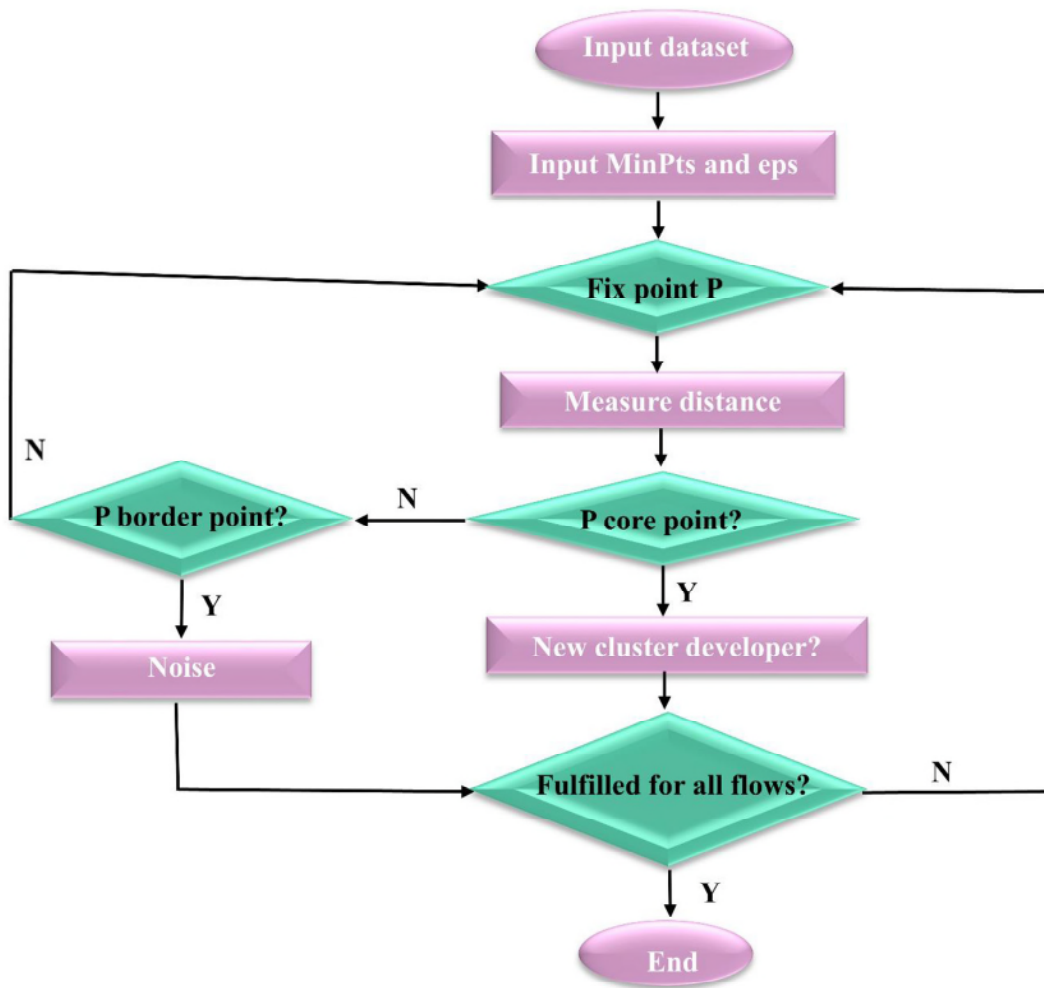 Input dataset
Input MinPts and eps
Fix point P
Measure distance
N
N
P border point?
P core point?
Y
Y
Noise
New cluster developer?
Fulfilled for all flows?
N
Y
End